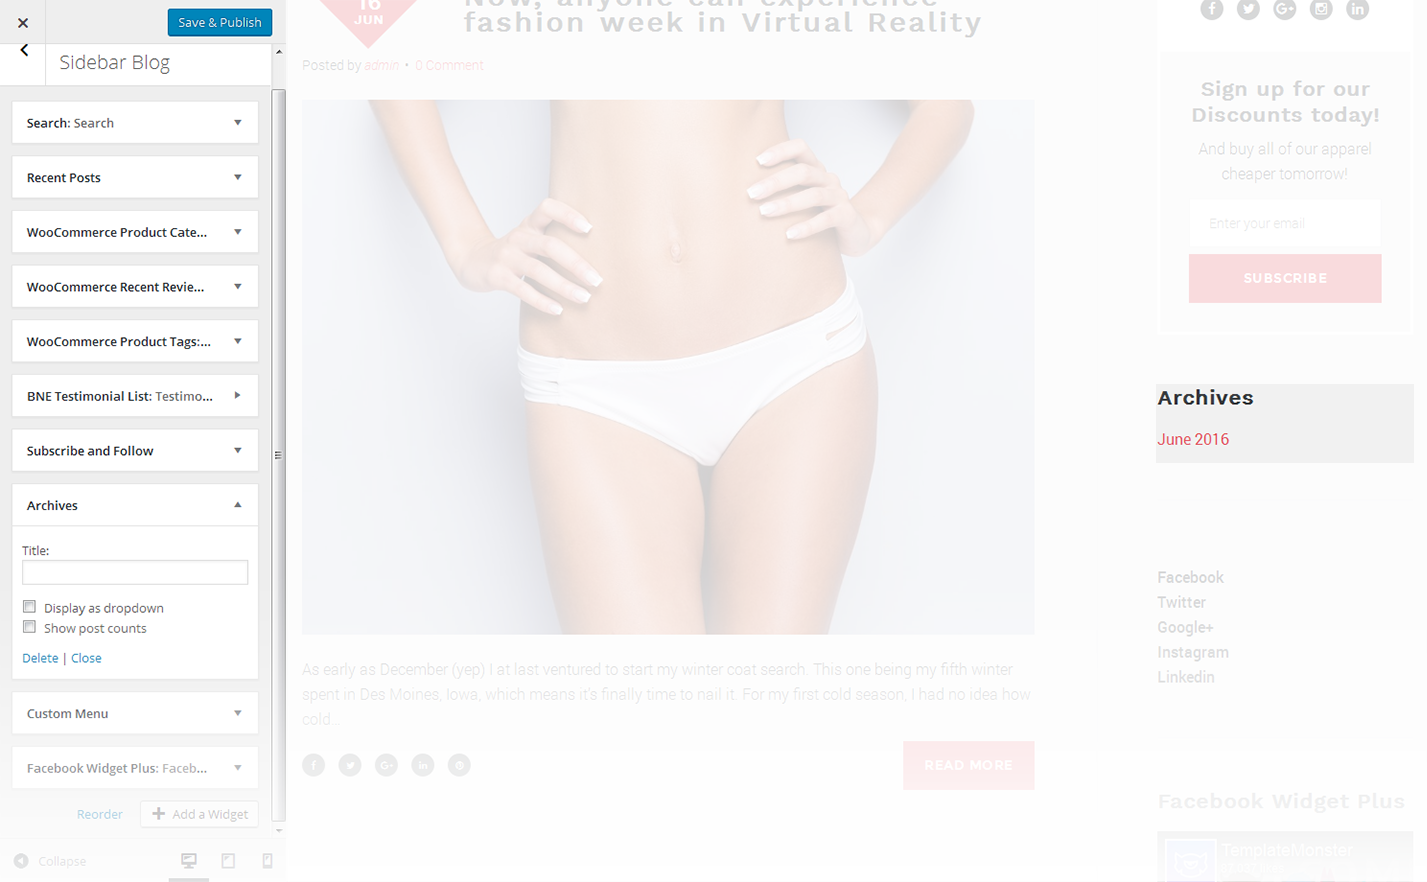 Save & Publish
Sidebar Blog
Search: Search
Recent Posts
WooCommerce Product Cate...
WooCommerce Recent Revie...
WooCommerce Product Tags:...
BNE Testimonial List: Testimo...
Subscribe and Follow
Archives
Title:
Display as dropdown
Show post counts
Delete | Close
Custom Menu
Facebook Widget Plus: Faceb...
Reorder
Add a Widget
Collapse
16
JUN
Now, anyone can experience
fashion week in Virtual Reality
Posted by admin • 0 Comment
As early as December (yep) I at last ventured to start my winter coat search. This one being my fifth winter
spent in Des Moines, Iowa, which means it's finally time to nail it. For my first cold season, I had no idea how
cold...
READ MORE
Sign up for our
Discounts today!
And buy all of our apparel
cheaper tomorrow!
Enter your email
SUBSCRIBE
Archives
June 2016
Facebook
Twitter
Google+
Instagram
Linkedin
Facebook Widget Plus
TemplateMonster